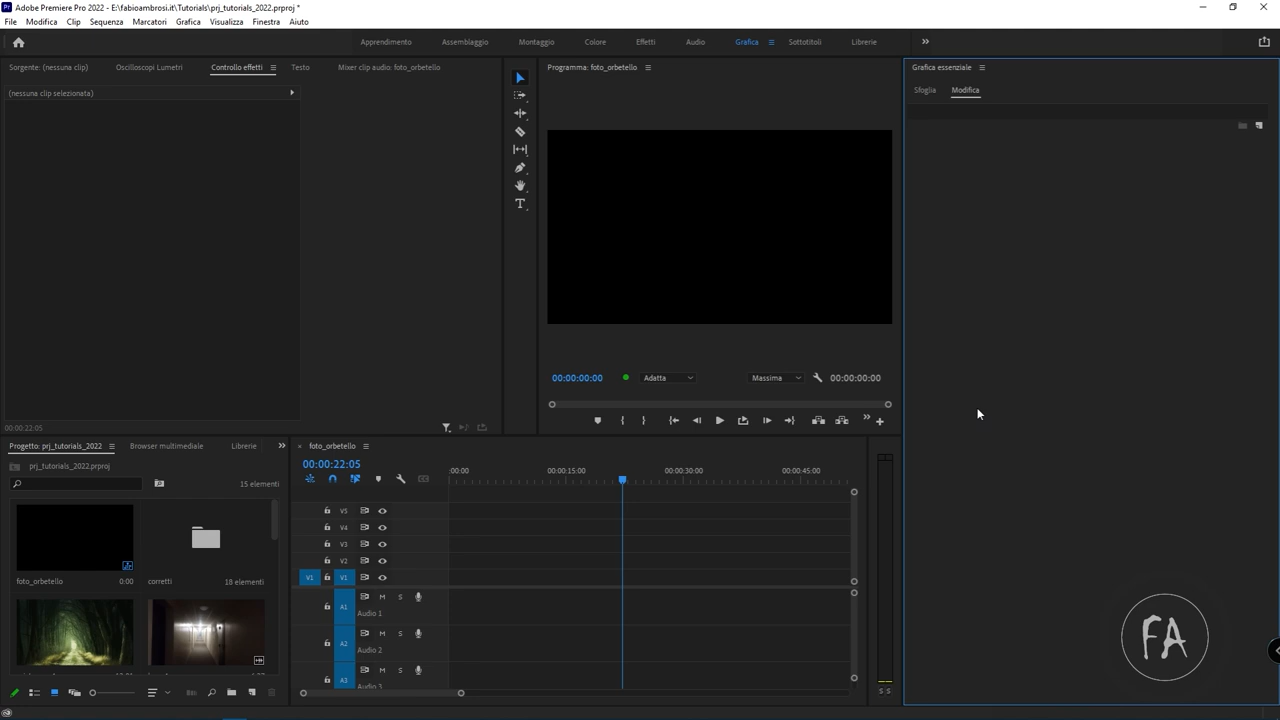 Adobe Premiere Pro 2022 - E:\fabioambrosi.it\Tutorials\prj_tutorials_2022.prproj *
File Modifica Clip Sequenza Marcatori Grafica Visualizza Finestra Aiuto
Apprendimento Assemblaggio Montaggio Colore Effetti Audio Grafica Sottotitoli Librerie
Sorgente: (nessuna clip) Oscilloscopi Lumetri Controllo effetti Testo Mixer clip audio: foto_orbetello
Programma: foto_orbetello
Grafica essenziale
(nessuna clip selezionata)
Sfoglia Modifica
00:00:00:00 Adatta Massima 00:00:00:00
00:00:22:05
Progetto: prj_tutorials_2022 Browser multimediale Librerie
foto_orbetello
prj_tutorials_2022.prproj
15 elementi
00:00:22:05
:00:00 00:00:15:00 00:00:30:00 00:00:45:00
V5
V4
V3
V2
V1 V1
A1 M S
Audio 1
A2 M S
Audio 2
A3 M S
Audio 3
foto_orbetello 0:00
corretti 18 elementi
S S
FA